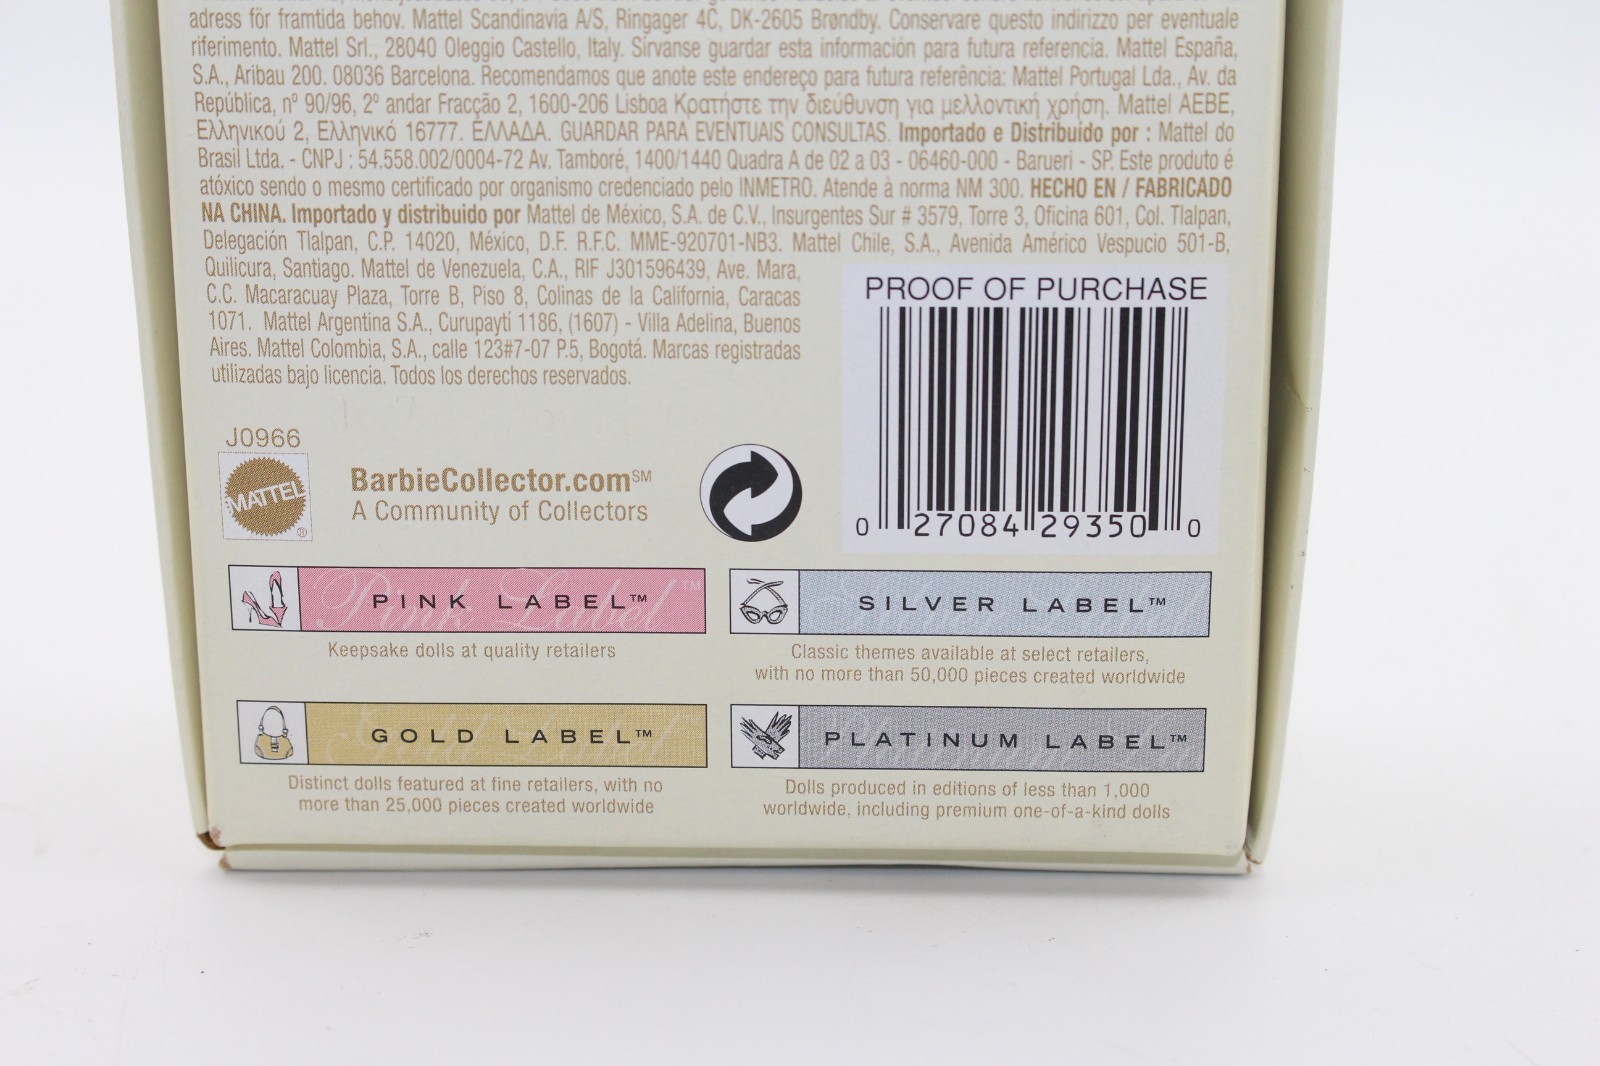 adress för framtida behov. Mattel Scandinavia A/S, Ringager 4C, DK-2605 Brøndby. Conservare questo indirizzo per eventuale
riferimento. Mattel Srl., 28040 Oleggio Castello, Italy. Sírvanse guardar esta información para futura referencia. Mattel España,
S.A., Aribau 200. 08036 Barcelona. Recomendamos que anote este endereço para futura referência: Mattel Portugal Lda., Av. da
República, nº 90/96, 2º andar Fracção 2, 1600-206 Lisboa Κρατήστε την διεύθυνση για μελλοντική χρήση. Mattel AEBE,
Ελληνικού 2, Ελληνικό 16777. ΕΛΛΑΔΑ. GUARDAR PARA EVENTUAIS CONSULTAS. Importado e Distribuído por : Mattel do
Brasil Ltda. - CNPJ : 54.558.002/0004-72 Av. Tamboré, 1400/1440 Quadra A de 02 a 03 - 06460-000 - Barueri - SP. Este produto é
atóxico sendo o mesmo certificado por organismo credenciado pelo INMETRO. Atende à norma NM 300. HECHO EN / FABRICADO
NA CHINA. Importado y distribuido por Mattel de México, S.A. de C.V., Insurgentes Sur # 3579, Torre 3, Oficina 601, Col. Tlalpan,
Delegación Tlalpan, C.P. 14020, México, D.F. R.F.C. MME-920701-NB3. Mattel Chile, S.A., Avenida Américo Vespucio 501-B,
Quilicura, Santiago. Mattel de Venezuela, C.A., RIF J301596439, Ave. Mara,
C.C. Macaracuay Plaza, Torre B, Piso 8, Colinas de la California, Caracas
1071. Mattel Argentina S.A., Curupaytí 1186, (1607) - Villa Adelina, Buenos
Aires. Mattel Colombia, S.A., calle 123#7-07 P.5, Bogotá. Marcas registradas
utilizadas bajo licencia. Todos los derechos reservados.
PROOF OF PURCHASE
0 27084 29350 0
J0966
MATTEL®
BarbieCollector.com℠
A Community of Collectors
PINK LABEL™
Keepsake dolls at quality retailers
SILVER LABEL™
Classic themes available at select retailers,
with no more than 50,000 pieces created worldwide
GOLD LABEL™
Distinct dolls featured at fine retailers, with no
more than 25,000 pieces created worldwide
PLATINUM LABEL™
Dolls produced in editions of less than 1,000
worldwide, including premium one-of-a-kind dolls